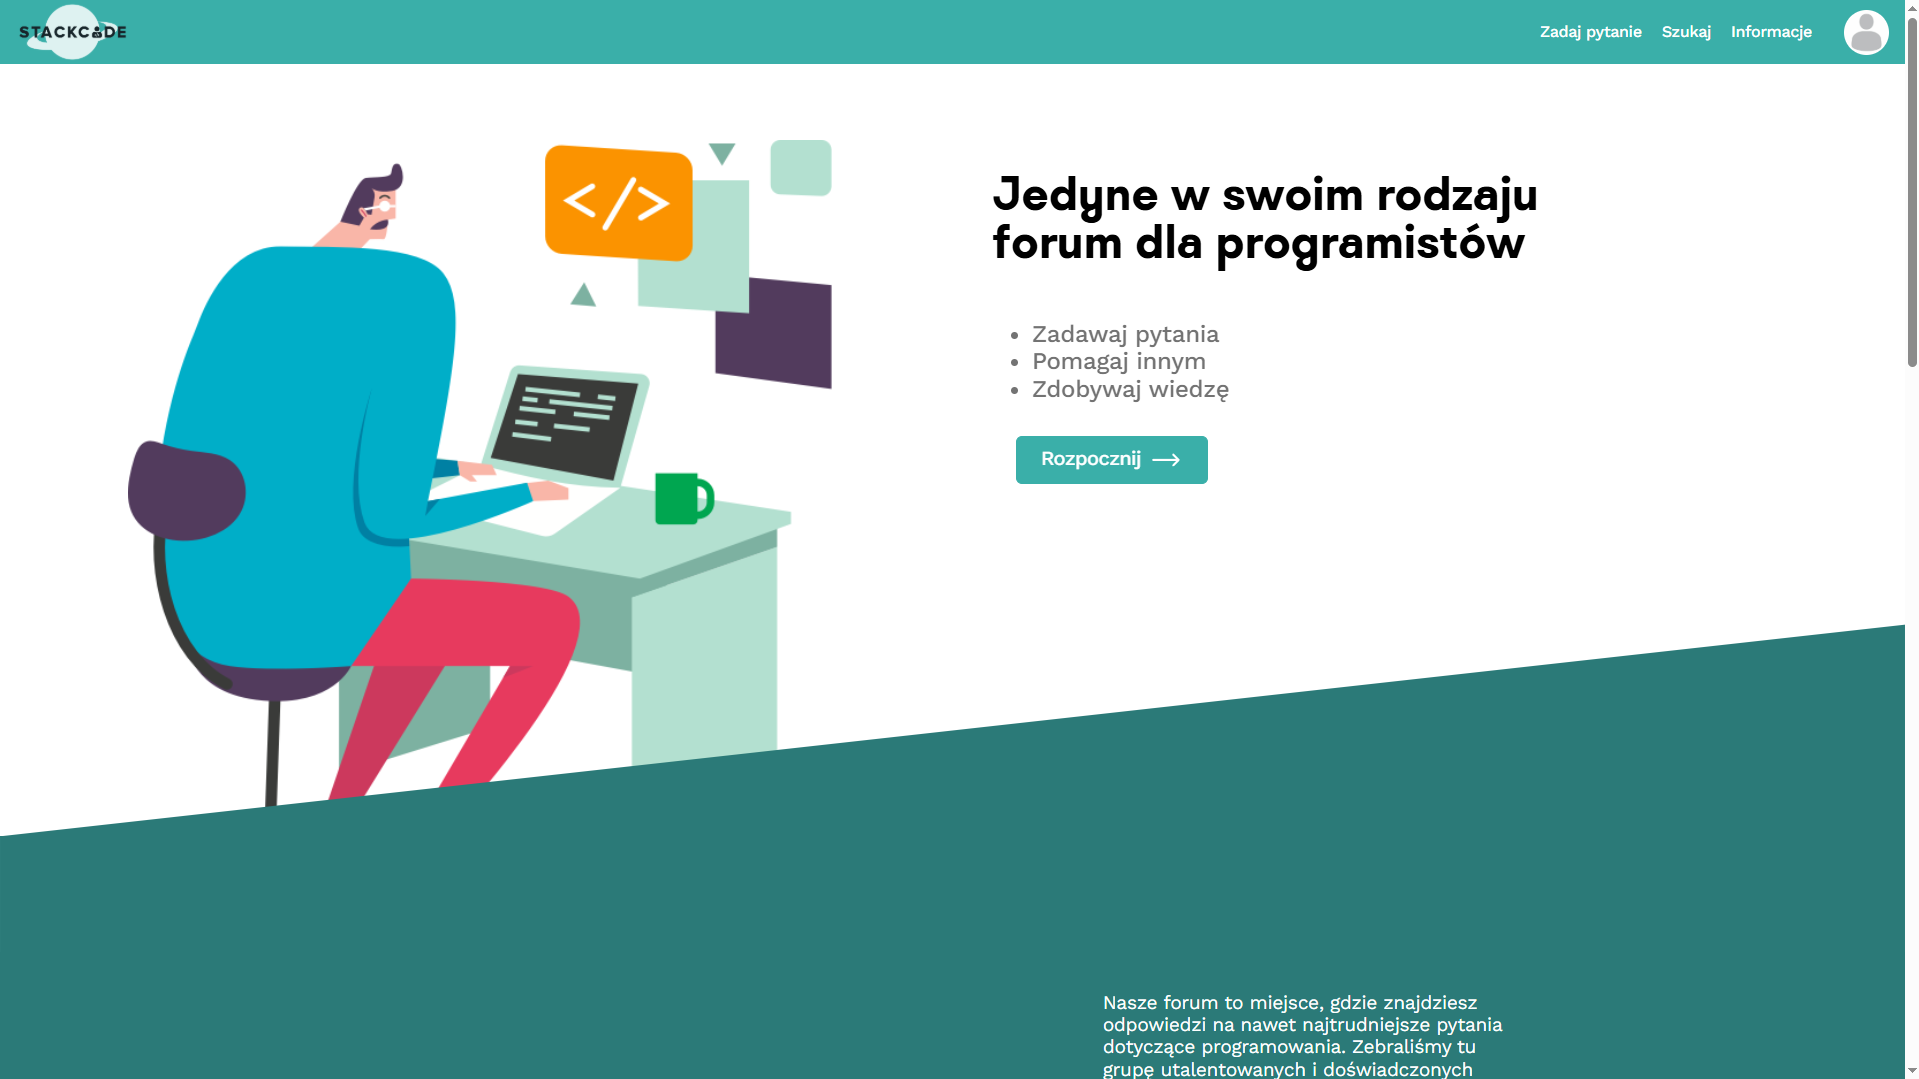 STACKCODE
Zadaj pytanie
Szukaj
Informacje
</>
Jedyne w swoim rodzaju
forum dla programistów
Zadawaj pytania
Pomagaj innym
Zdobywaj wiedzę
Rozpocznij
Nasze forum to miejsce, gdzie znajdziesz
odpowiedzi na nawet najtrudniejsze pytania
dotyczące programowania. Zebraliśmy tu
grupę utalentowanych i doświadczonych